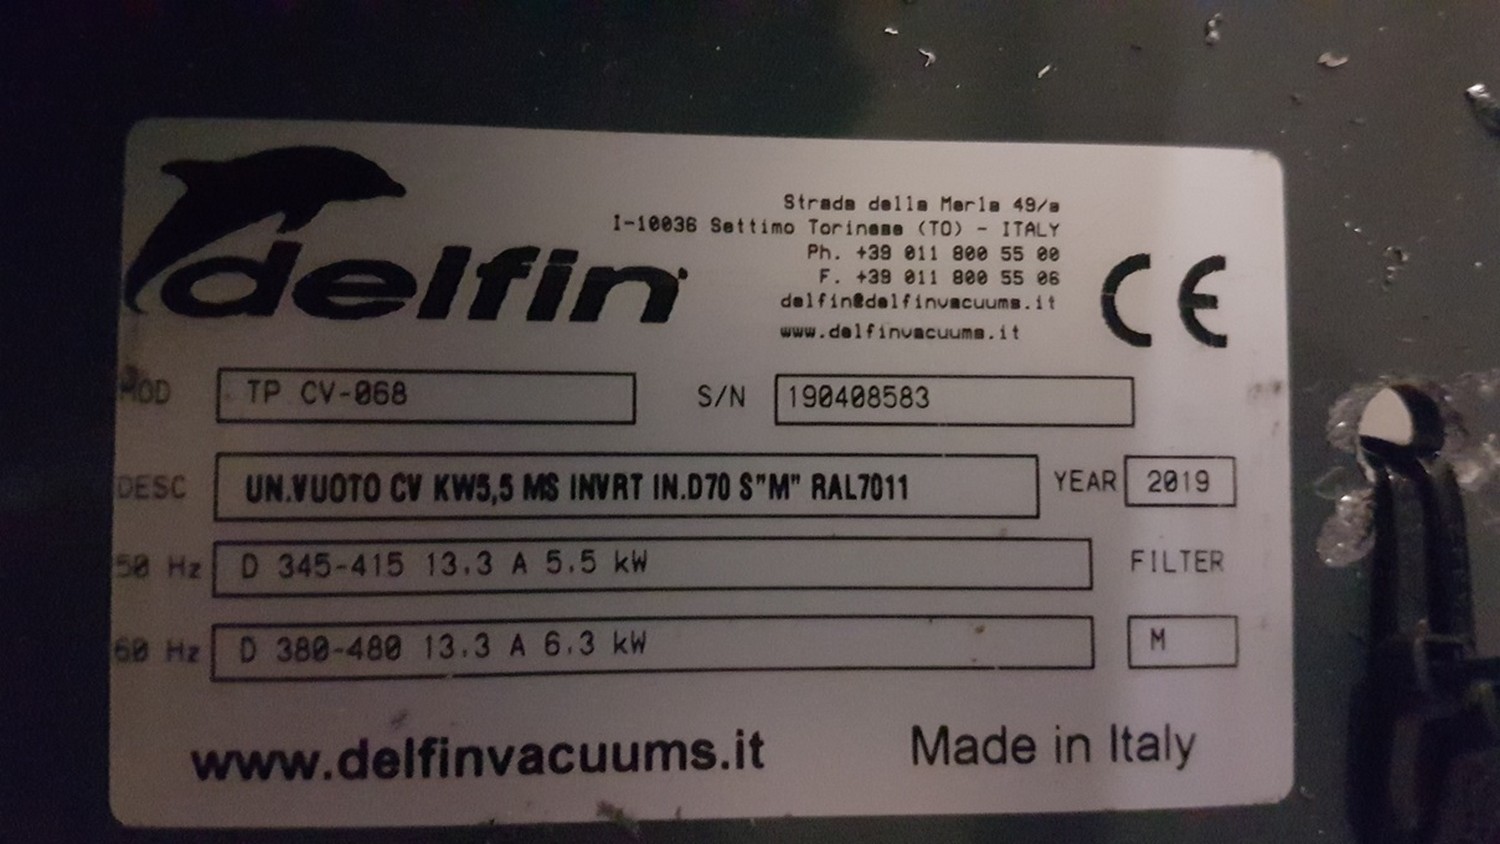 delfin
Strada della Merla 49/a
I-10036 Settimo Torinese (TO) - ITALY
Ph. +39 011 800 55 00
F. +39 011 800 55 06
delfin@delfinvacuums.it
www.delfinvacuums.it
CE
MOD TP CV-068 S/N 190408583
DESC UN.VUOTO CV KW5,5 MS INVRT IN.D70 S"M" RAL7011 YEAR 2019
50 Hz D 345-415 13.3 A 5.5 kW FILTER
60 Hz D 380-480 13.3 A 6.3 kW M
www.delfinvacuums.it Made in Italy